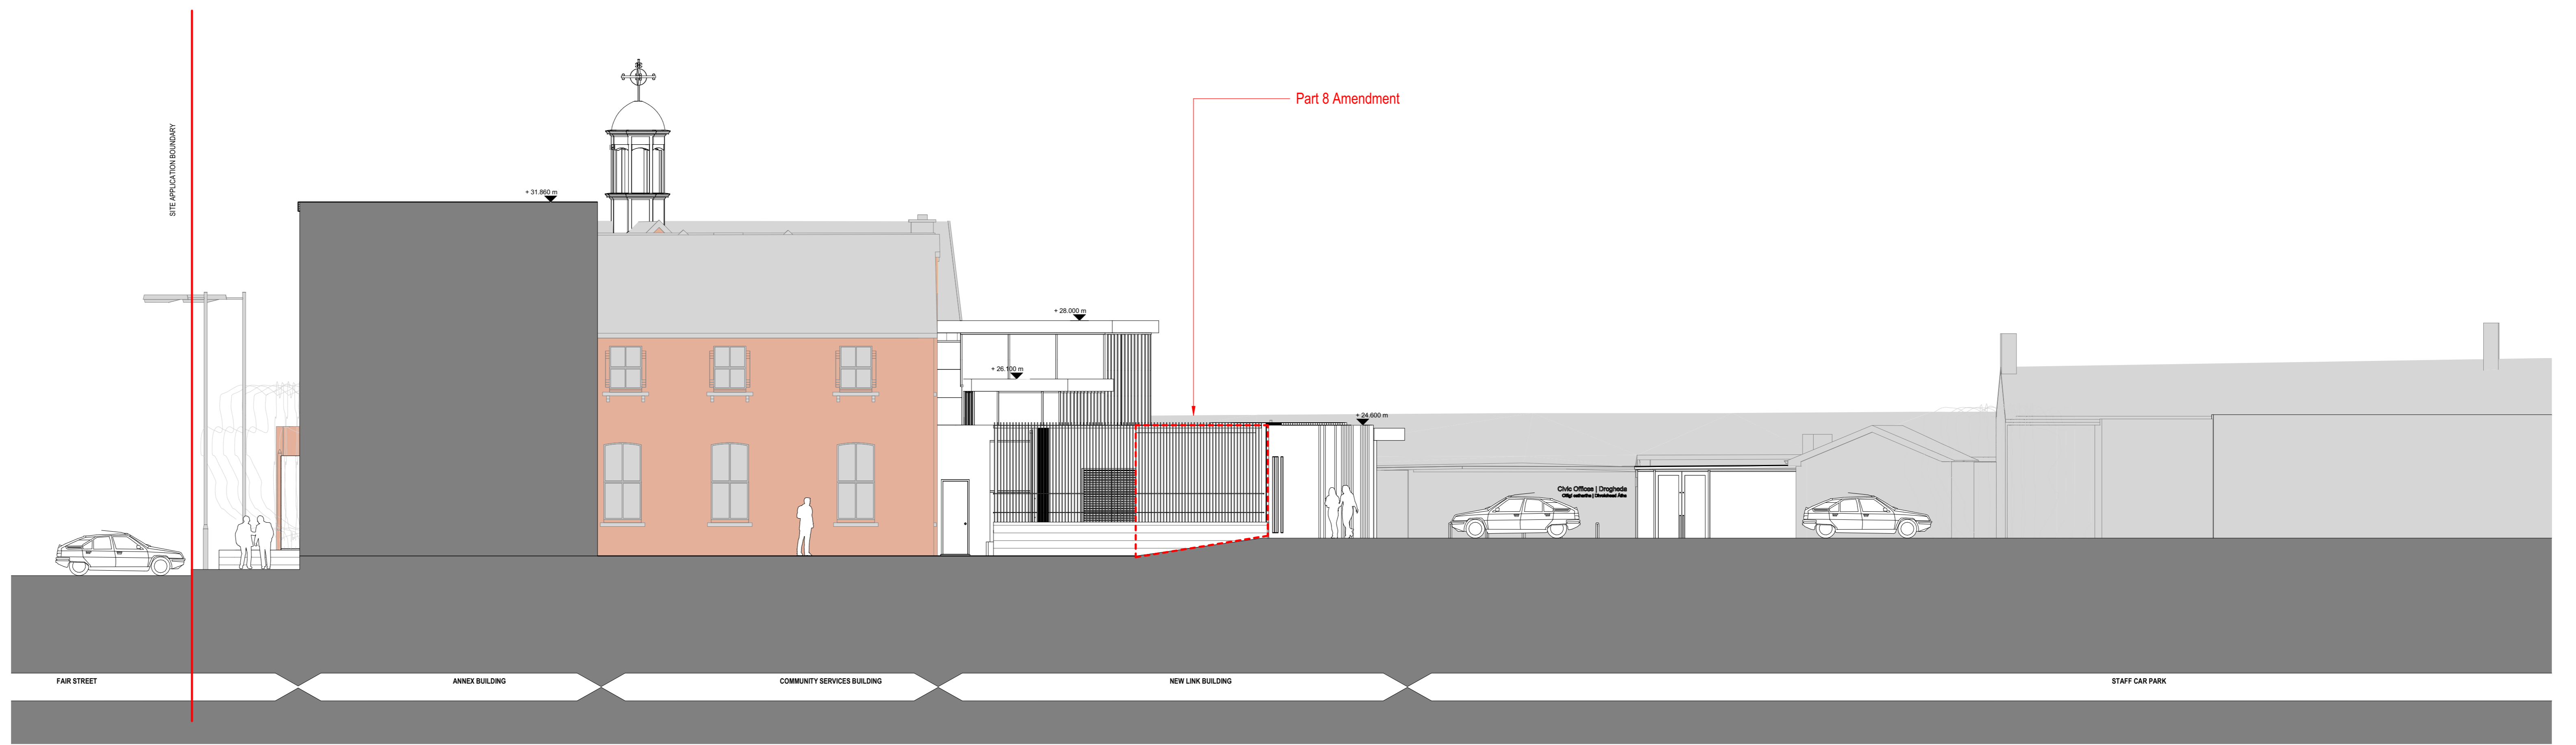 Part 8 Amendment
SITE APPLICATION BOUNDARY
+ 31.860 m
+ 28.000 m
+ 26.100 m
+ 24.600 m
Civic Offices | Drogheda
FAIR STREET
ANNEX BUILDING
COMMUNITY SERVICES BUILDING
NEW LINK BUILDING
STAFF CAR PARK